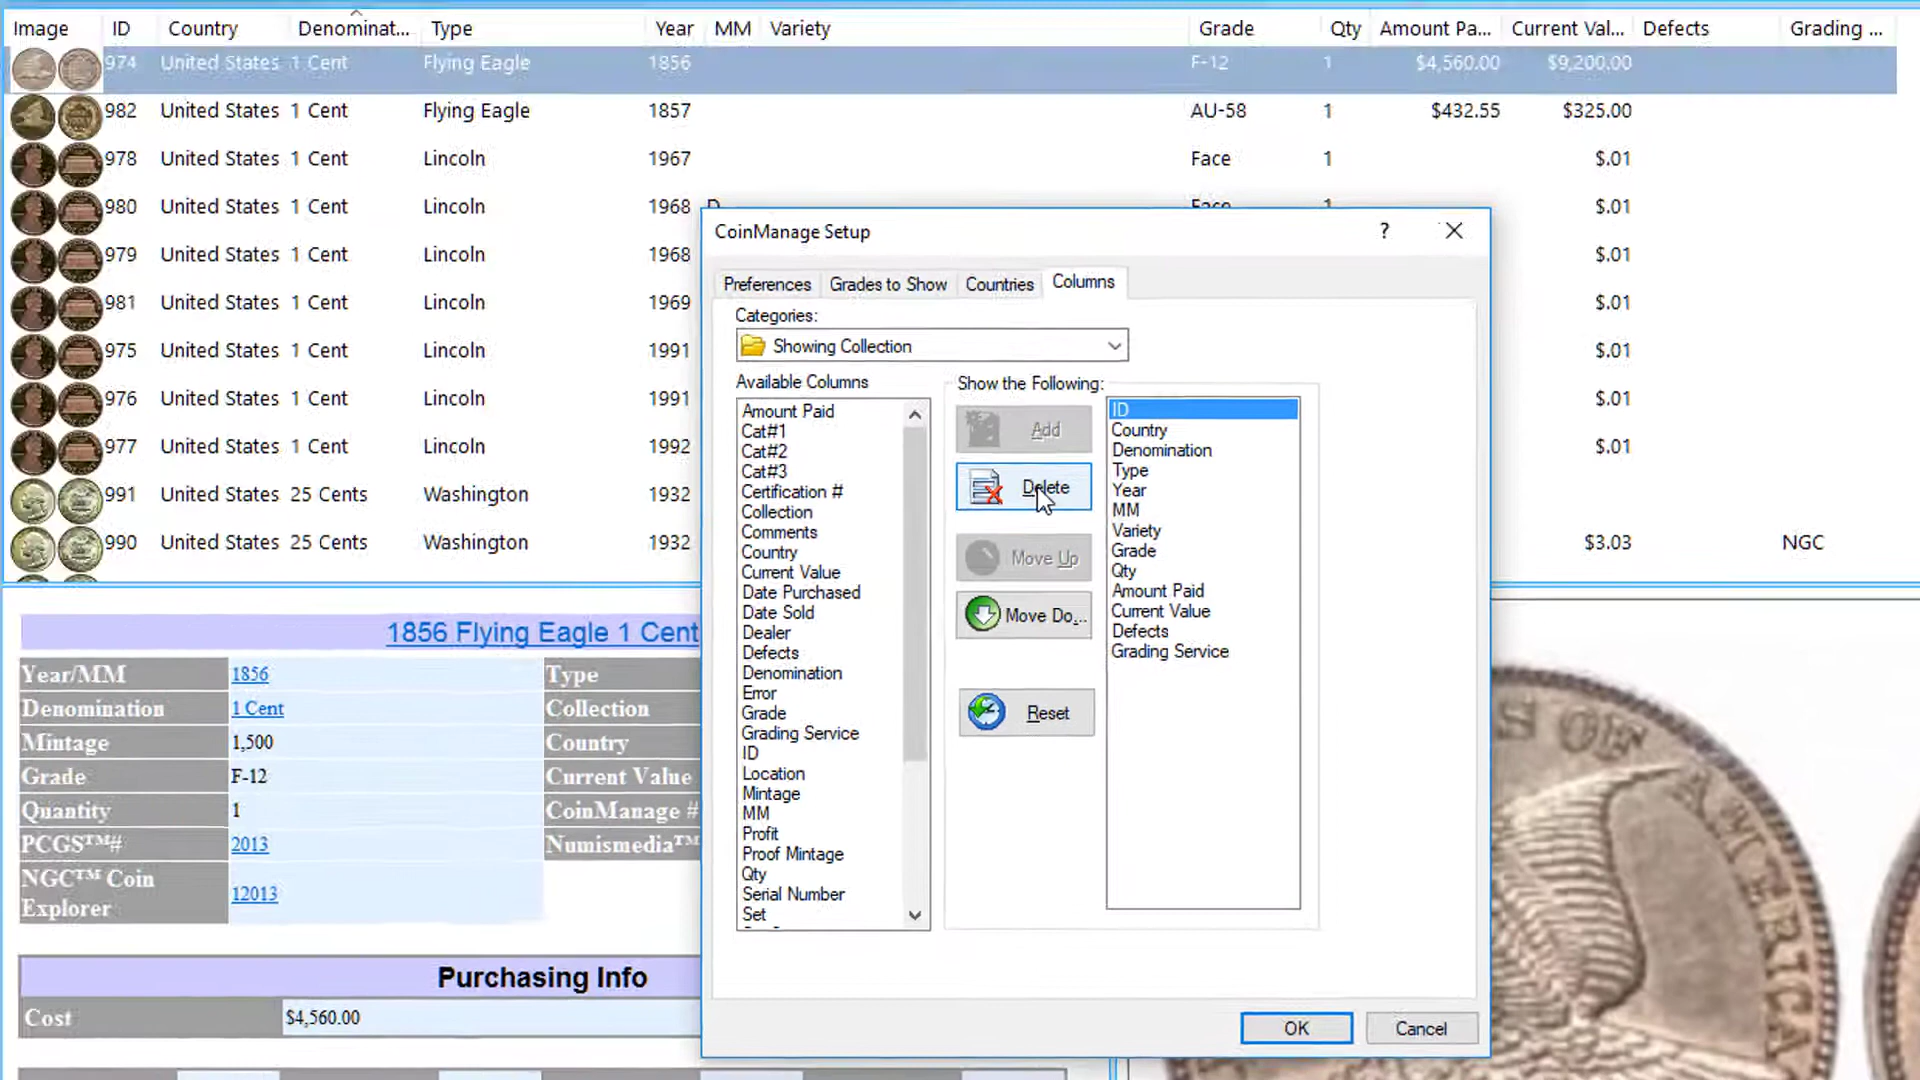 Image ID Country Denominat... Type Year MM Variety Grade Qty Amount Pa... Current Val... Defects Grading ...
974 United States 1 Cent Flying Eagle 1856 F-12 1 $4,560.00 $9,200.00
982 United States 1 Cent Flying Eagle 1857 AU-58 1 $432.55 $325.00
978 United States 1 Cent Lincoln 1967 Face 1 $.01
980 United States 1 Cent Lincoln 1968 D Face 1 $.01
979 United States 1 Cent Lincoln 1968 $.01
981 United States 1 Cent Lincoln 1969 $.01
975 United States 1 Cent Lincoln 1991 $.01
976 United States 1 Cent Lincoln 1991 $.01
977 United States 1 Cent Lincoln 1992 $.01
991 United States 25 Cents Washington 1932
990 United States 25 Cents Washington 1932 $3.03 NGC
CoinManage Setup ?
Preferences Grades to Show Countries Columns
Categories:
Showing Collection
Available Columns
Amount Paid
Cat#1
Cat#2
Cat#3
Certification #
Collection
Comments
Country
Current Value
Date Purchased
Date Sold
Dealer
Defects
Denomination
Error
Grade
Grading Service
ID
Location
Mintage
MM
Profit
Proof Mintage
Qty
Serial Number
Set
Show the Following:
Add
Delete
Move Up
Move Do...
Reset
ID
Country
Denomination
Type
Year
MM
Variety
Grade
Qty
Amount Paid
Current Value
Defects
Grading Service
OK Cancel
1856 Flying Eagle 1 Cent
Year/MM 1856 Type
Denomination 1 Cent Collection
Mintage 1,500 Country
Grade F-12 Current Value
Quantity 1 CoinManage #
PCGS™# 2013 Numismedia™
NGC™ Coin
Explorer 12013
Purchasing Info
Cost $4,560.00
S OF AMERICA